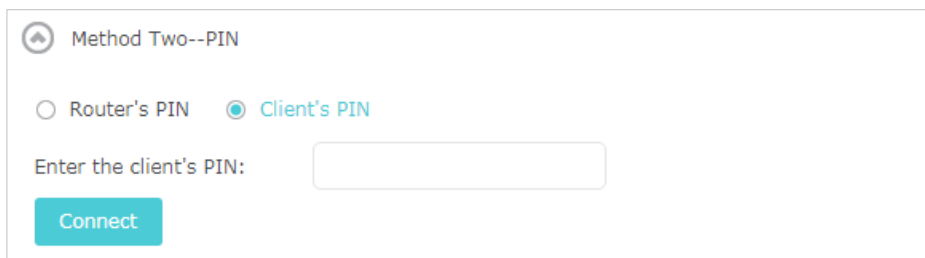 Method Two--PIN
Router's PIN Client's PIN
Enter the client's PIN:
Connect